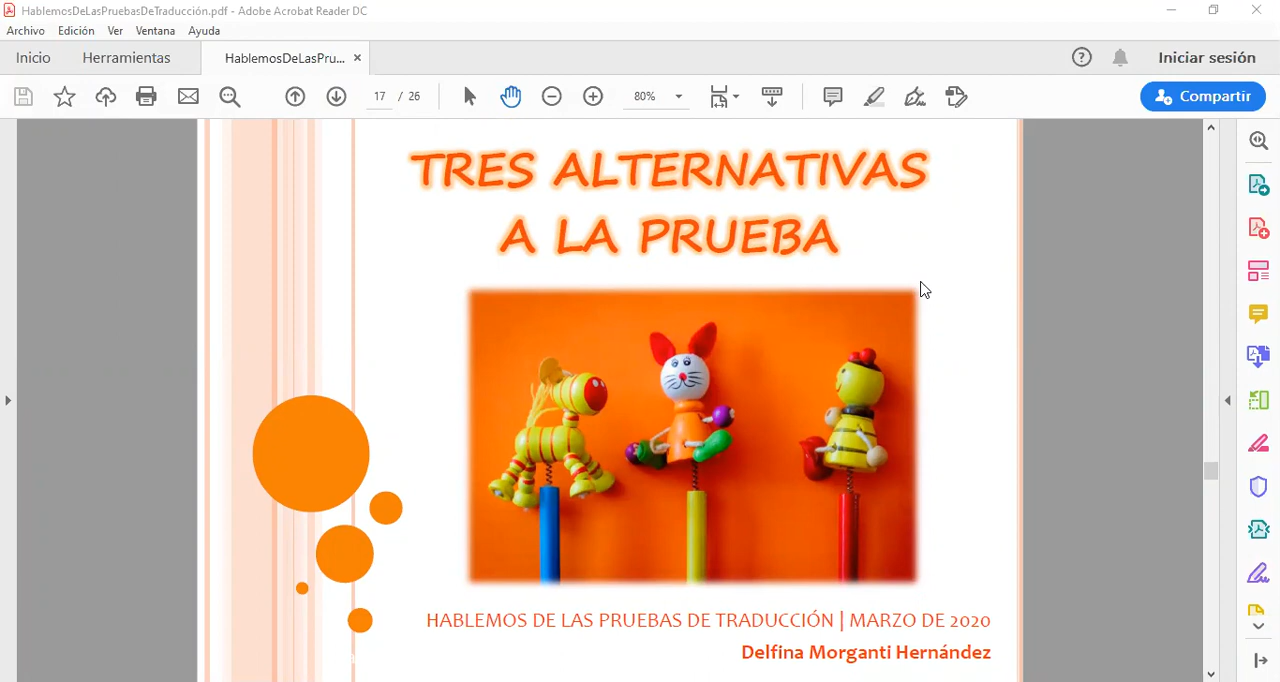 HablemosDeLasPruebasDeTraducción.pdf - Adobe Acrobat Reader DC
Archivo Edición Ver Ventana Ayuda
Inicio Herramientas HablemosDeLasPru... × Iniciar sesión
17 / 26 80% Compartir
TRES ALTERNATIVAS
A LA PRUEBA
HABLEMOS DE LAS PRUEBAS DE TRADUCCIÓN | MARZO DE 2020
Delfina Morganti Hernández